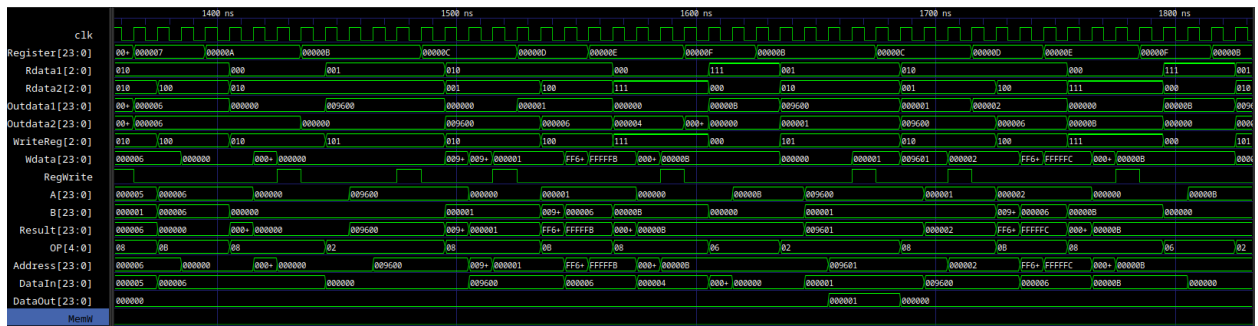 1400 ns 1500 ns 1600 ns 1700 ns 1800 ns
clk
Register[23:0] 00+ 000007 00000A 00000B 00000C 00000D 00000E 00000F 00000B 00000C 00000D 00000E 00000F 00000B
Rdata1[2:0] 010 000 001 010 000 111 001 010 000 111 001
Rdata2[2:0] 010 100 010 001 100 111 000 010 001 100 111 000 010
Outdata1[23:0] 00+ 000006 000000 009600 000000 000001 000000 00000B 009600 000001 000002 000000 00000B 0096
Outdata2[23:0] 00+ 000006 000000 009600 000006 000004 000+ 000000 000001 009600 000006 00000B 000000 0000
WriteReg[2:0] 010 100 010 101 010 100 111 000 101 010 100 111 000 101
Wdata[23:0] 000006 000000 000+ 000000 009+ 009+ 000001 FF6+ FFFFFB 000+ 00000B 000000 000001 009601 000002 FF6+ FFFFFC 000+ 00000B 0000
RegWrite
A[23:0] 000005 000006 000000 009600 000000 000001 000000 00000B 009600 000001 000002 000000 00000B
B[23:0] 000001 000006 000000 000001 009+ 000006 00000B 000000 000001 009+ 000006 00000B 000000
Result[23:0] 000006 000000 000+ 000000 009600 009+ 000001 FF6+ FFFFFB 000+ 00000B 009601 000002 FF6+ FFFFFC 000+ 00000B
OP[4:0] 08 0B 08 02 08 0B 08 06 02 08 0B 08 06 02
Address[23:0] 000006 000000 000+ 000000 009600 009+ 000001 FF6+ FFFFFB 000+ 00000B 009601 000002 FF6+ FFFFFC 000+ 00000B
DataIn[23:0] 000005 000006 000000 009600 000006 000004 000+ 000000 000001 009600 000006 00000B 000000
DataOut[23:0] 000000 000001 000000
MemW